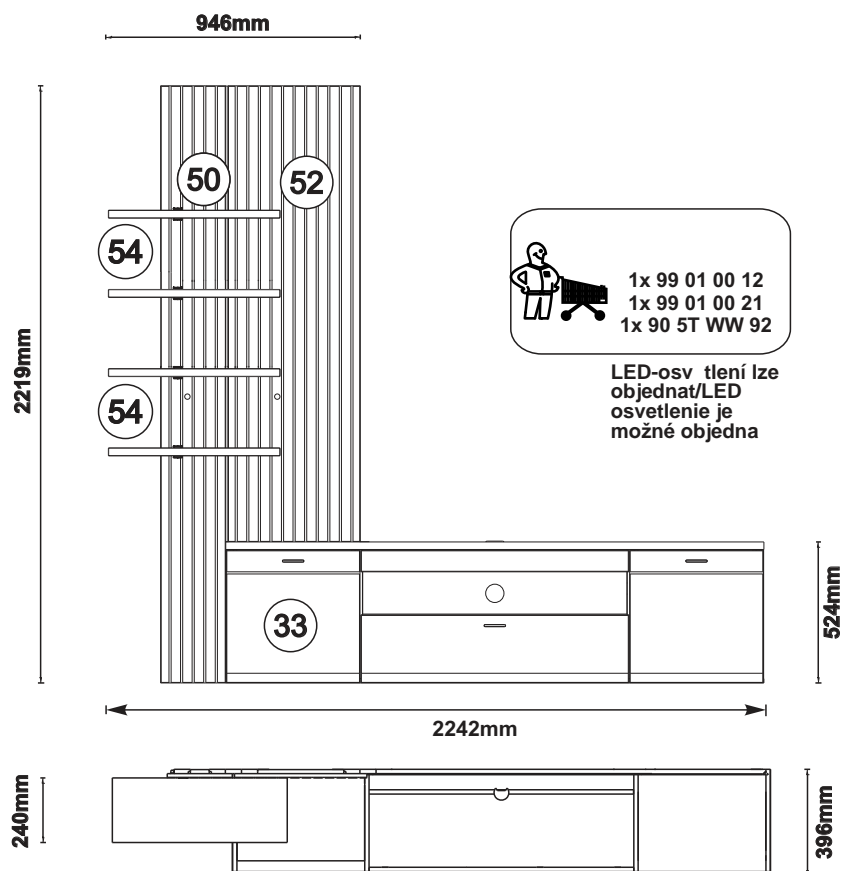 946mm
50
52
54
54
2219mm
1x 99 01 00 12
1x 99 01 00 21
1x 90 5T WW 92
LED-osv tlení lze
objednat/LED
osvetlenie je
možné objedna
33
524mm
2242mm
240mm
396mm